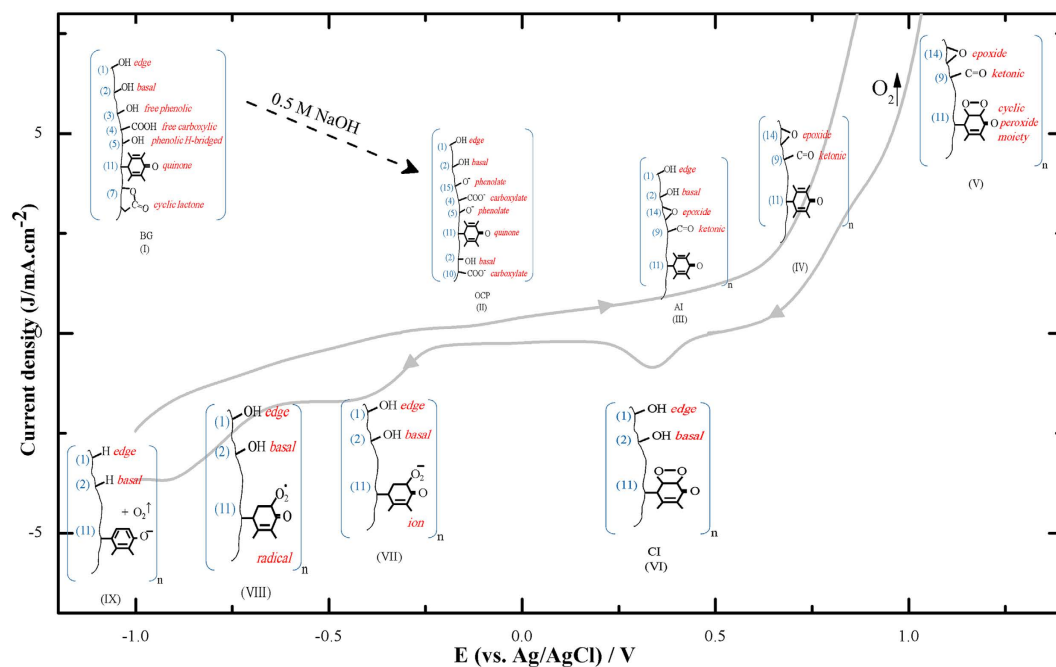 Current density (J/mA.cm⁻²)
5
0
-5
-1.0
-0.5
0.0
0.5
1.0
E (vs. Ag/AgCl) / V
0.5 M NaOH
O₂
(1) OH edge
(2) OH basal
(3) OH free phenolic
(4) COOH free carboxylic
(5) OH phenolic H-bridged
(11) O quinone
(7) O
C=O cyclic lactone
BG
(I)
(1) OH edge
(2) OH basal
(15) O⁻ phenolate
(4) COO⁻ carboxylate
(5) O⁻ phenolate
(11) O quinone
(2) OH basal
(10) COO⁻ carboxylate
OCP
(II)
(1) OH edge
(2) OH basal
(14) O epoxide
(9) C=O ketonic
(11) O
n
AI
(III)
(14) O epoxide
(9) C=O ketonic
(11) O
n
(IV)
(14) O epoxide
(9) C=O ketonic
O-O cyclic
(11) O peroxide
moicty
n
(V)
(1) OH edge
(2) OH basal
O-O
(11) O
n
CI
(VI)
(1) OH edge
(2) OH basal
O₂⁻
(11) O
ion
n
(VII)
(1) OH edge
(2) OH basal
O₂•
(11) O
radical
n
(VIII)
(1) H edge
(2) H basal
+ O₂↑
(11) O⁻
n
(IX)